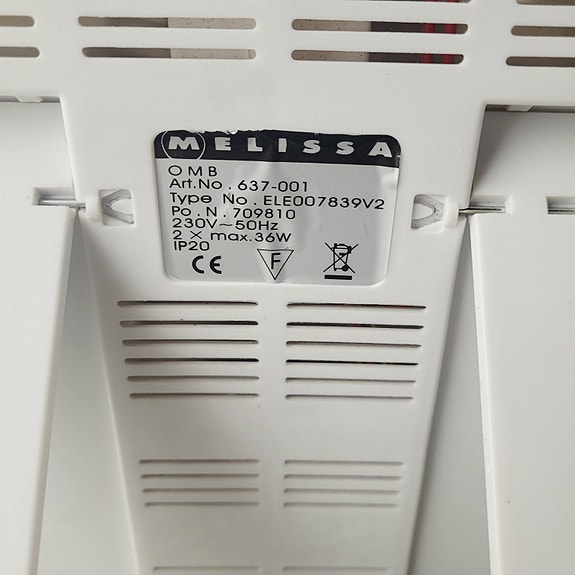 MELISSA
OMB
Art.No. 637-001
Type No. ELE007839V2
Po. N. 709810
230V~50Hz
2 X max.36W
IP20
CE F